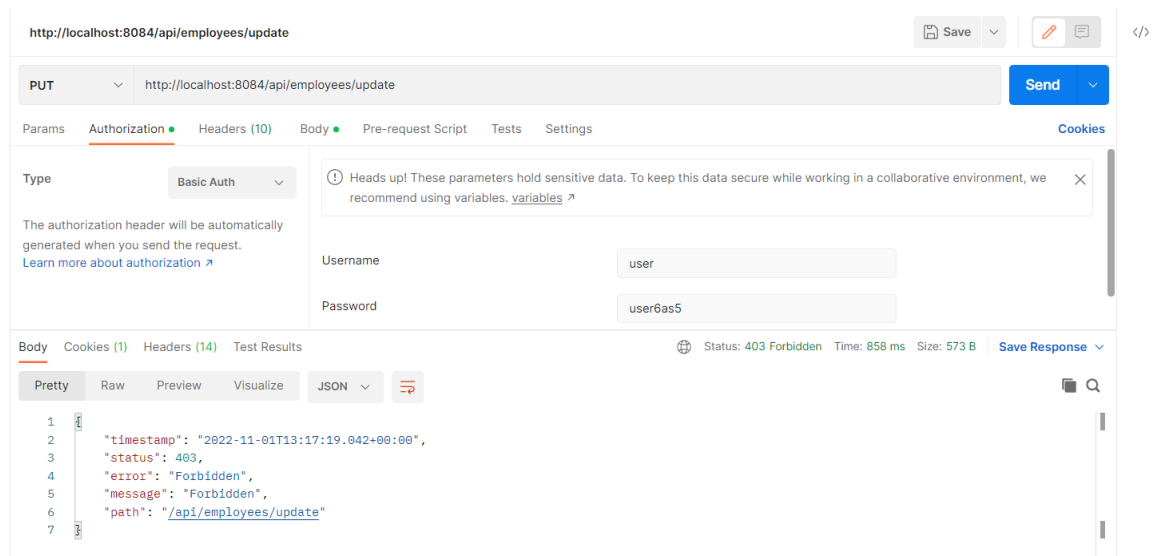 http://localhost:8084/api/employees/update
Save
</>
PUT
http://localhost:8084/api/employees/update
Send
Params Authorization Headers (10) Body Pre-request Script Tests Settings Cookies
Type
Basic Auth
Heads up! These parameters hold sensitive data. To keep this data secure while working in a collaborative environment, we
recommend using variables. variables ↗
The authorization header will be automatically
generated when you send the request.
Learn more about authorization ↗
Username
user
Password
user6as5
Body Cookies (1) Headers (14) Test Results Status: 403 Forbidden Time: 858 ms Size: 573 B Save Response
Pretty Raw Preview Visualize JSON
1 {
2 "timestamp": "2022-11-01T13:17:19.042+00:00",
3 "status": 403,
4 "error": "Forbidden",
5 "message": "Forbidden",
6 "path": "/api/employees/update"
7 }